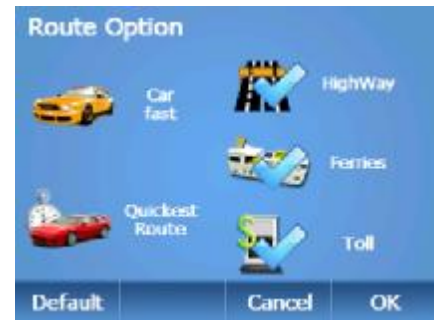 Route Option
Car
fast
HighWay
Ferries
Quickest
Route
Toll
Default
Cancel
OK